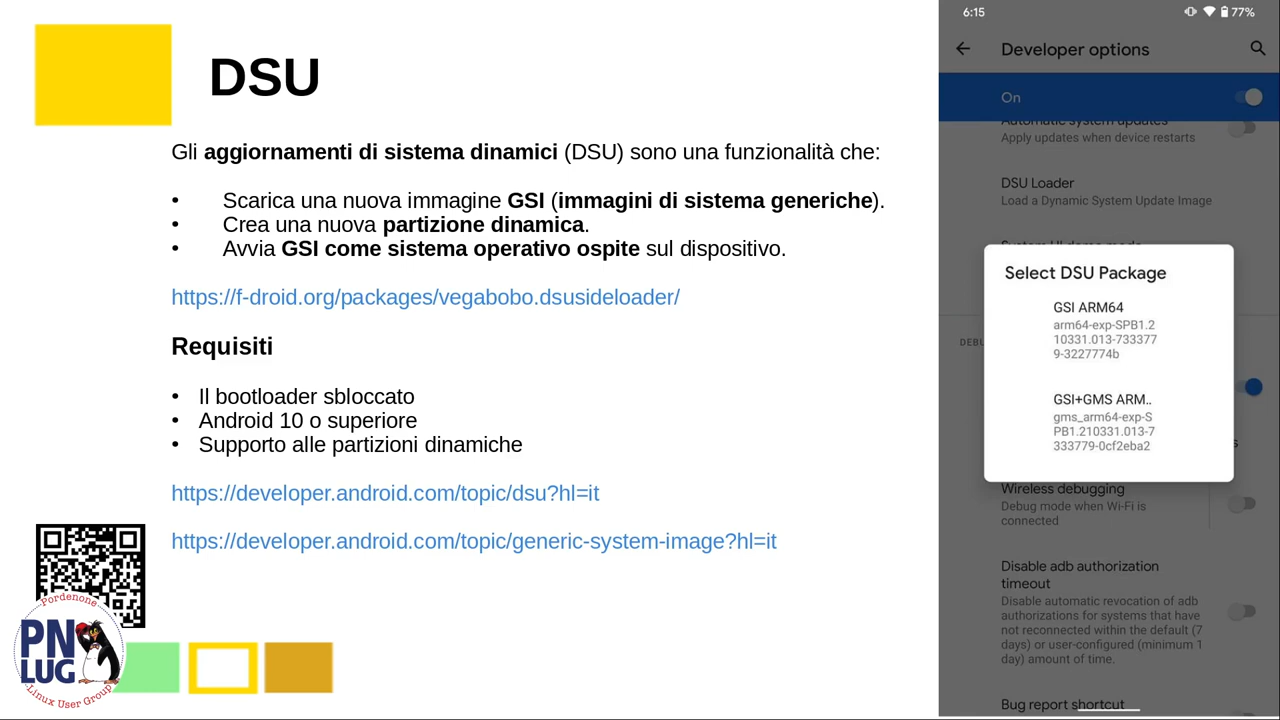 DSU
Gli aggiornamenti di sistema dinamici (DSU) sono una funzionalità che:
• Scarica una nuova immagine GSI (immagini di sistema generiche).
• Crea una nuova partizione dinamica.
• Avvia GSI come sistema operativo ospite sul dispositivo.
https://f-droid.org/packages/vegabobo.dsusideloader/
Requisiti
• Il bootloader sbloccato
• Android 10 o superiore
• Supporto alle partizioni dinamiche
https://developer.android.com/topic/dsu?hl=it
https://developer.android.com/topic/generic-system-image?hl=it
Pordenone
PN
LUG
Linux User Group
6:15
77%
Developer options
On
Automatic system updates
Apply updates when device restarts
DSU Loader
Load a Dynamic System Update Image
System UI demo mode
Select DSU Package
GSI ARM64
arm64-exp-SPB1.2
10331.013-733377
9-3227774b
DEBU
GSI+GMS ARM..
gms_arm64-exp-S
PB1.210331.013-7
333779-0cf2eba2
s
Wireless debugging
Debug mode when Wi-Fi is
connected
Disable adb authorization
timeout
Disable automatic revocation of adb
authorizations for systems that have
not reconnected within the default (7
days) or user-configured (minimum 1
day) amount of time.
Bug report shortcut